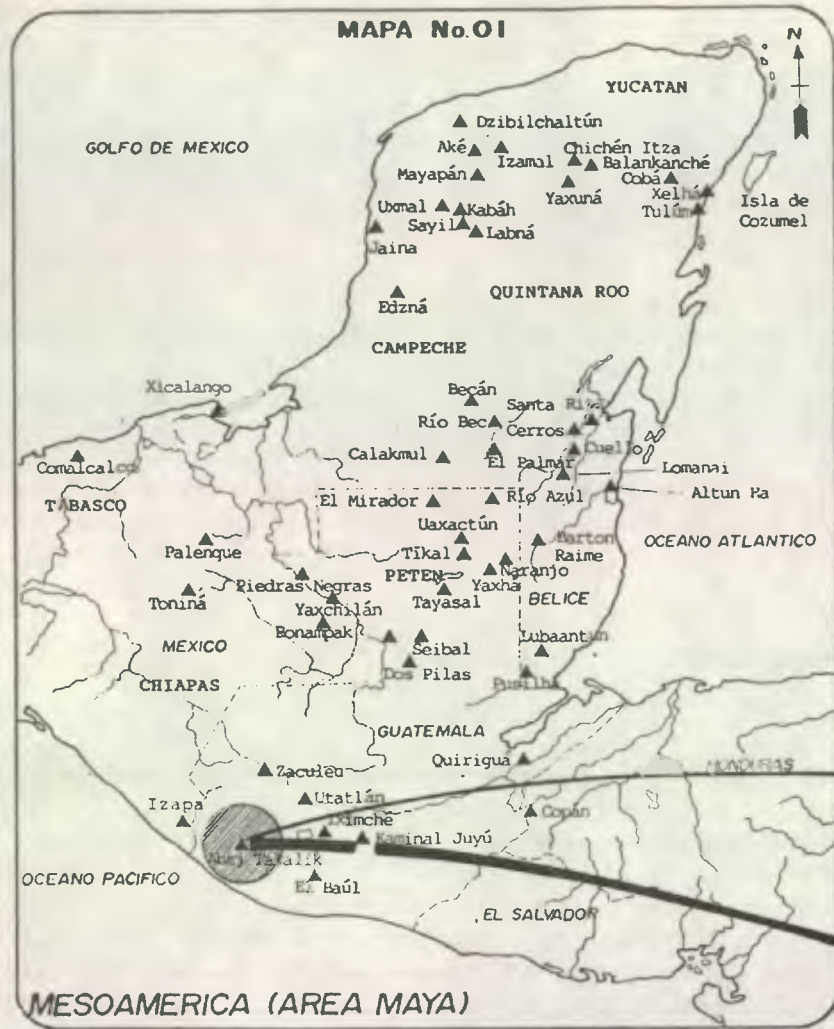 MAPA No.01
N
YUCATAN
GOLFO DE MEXICO
Dzibilchaltún
Aké
Izamal
Chichén Itza
Balankanché
Mayapán
Cobá
Yaxuná
Xelhá
Isla de
Cozumel
Uxmal
Kabáh
Tulúm
Sayil
Labná
Jaina
Edzná
QUINTANA ROO
CAMPECHE
Xicalango
Becán
Santa Rita
Río Bec
Cerros
Cuello
Comalcalco
Calakmul
El Palmar
Lomanai
TABASCO
El Mirador
Río Azul
Altun Ha
Uaxactún
Palenque
Tíkal
Barton
Raime
OCEANO ATLANTICO
Piedras Negras
PETEN
Naranjo
Yaxha
Toniná
Yaxchilán
Tayasal
BELICE
Bonampak
MEXICO
Seibal
Lubaantún
Dos Pilas
Pusilha
CHIAPAS
GUATEMALA
Quirigua
HONDURAS
Zaculeu
Utatlán
Izapa
Iximché
Copán
Kaminal Juyú
Abaj Takalik
OCEANO PACIFICO
El Baúl
EL SALVADOR
MESOAMERICA (AREA MAYA)